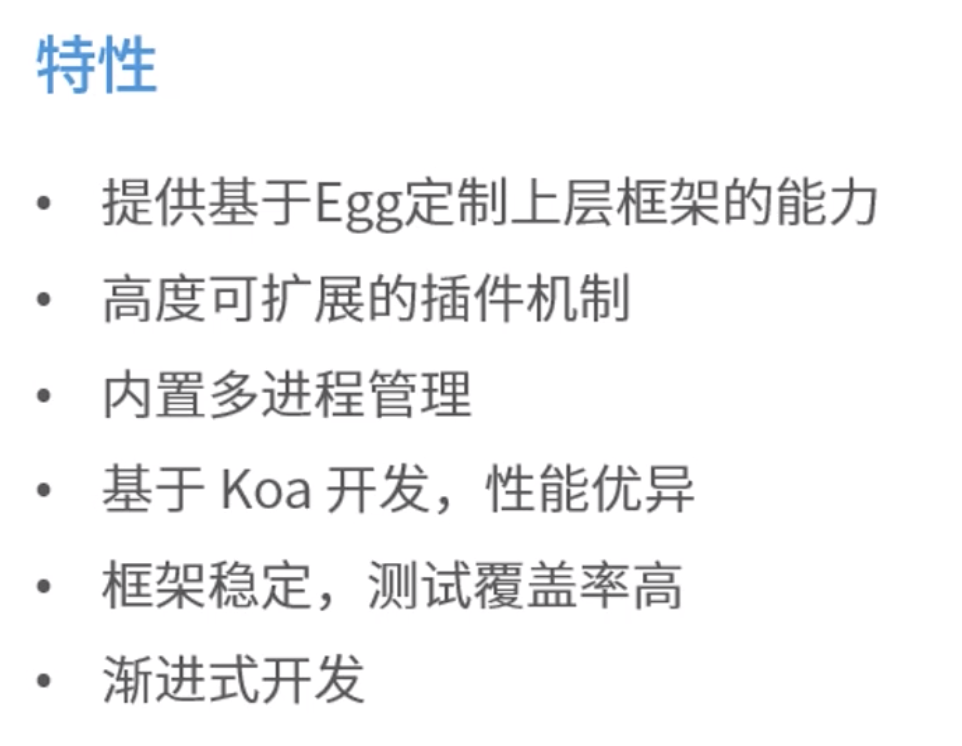 特性
• 提供基于Egg定制上层框架的能力
• 高度可扩展的插件机制
• 内置多进程管理
• 基于 Koa 开发，性能优异
• 框架稳定，测试覆盖率高
• 渐进式开发